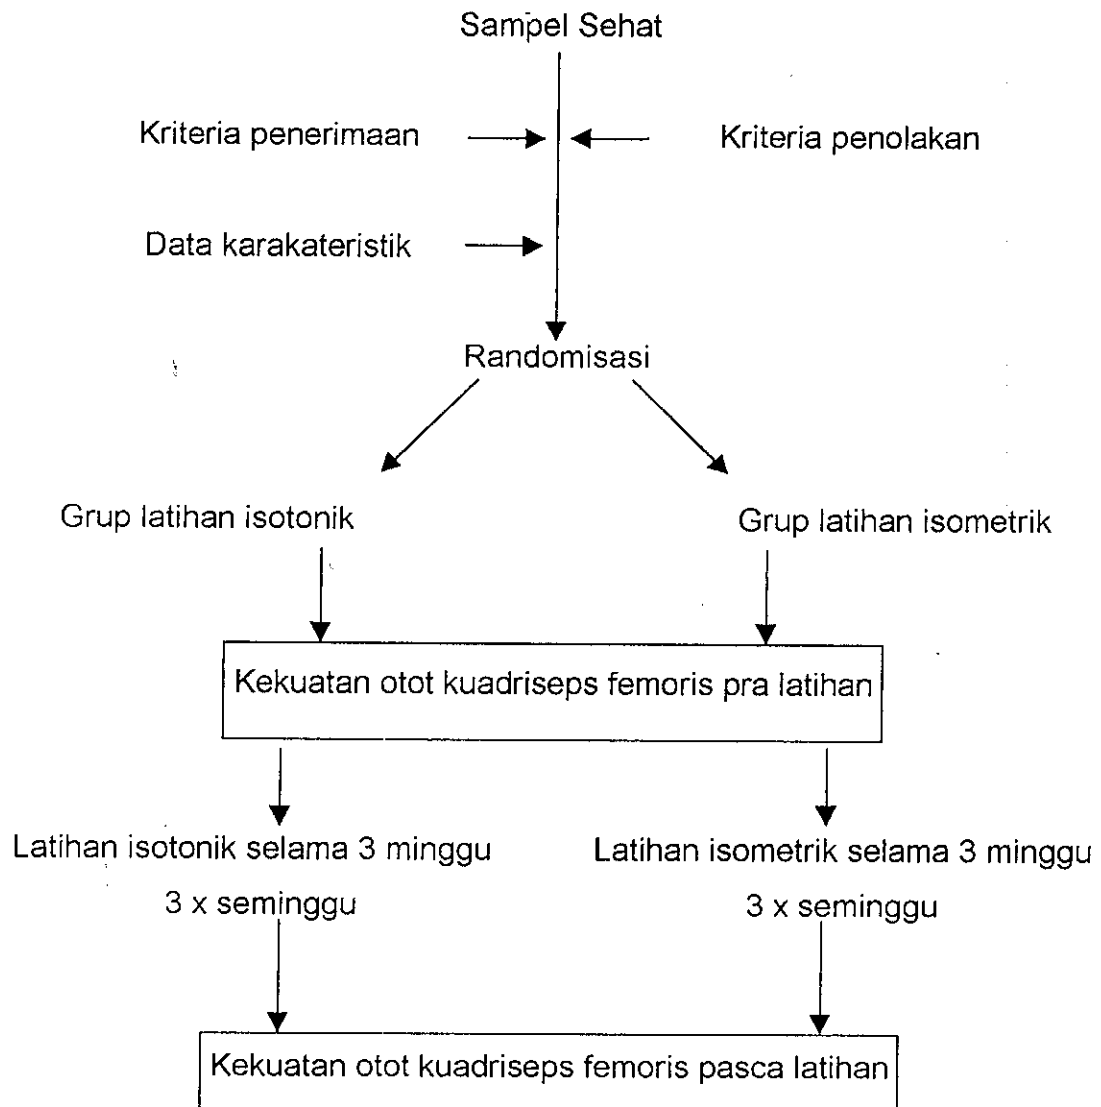 Sampel Sehat
Kriteria penerimaan
Kriteria penolakan
Data karakateristik
Randomisasi
Grup latihan isotonik
Grup latihan isometrik
Kekuatan otot kuadriseps femoris pra latihan
Latihan isotonik selama 3 minggu
3 x seminggu
Latihan isometrik selama 3 minggu
3 x seminggu
Kekuatan otot kuadriseps femoris pasca latihan